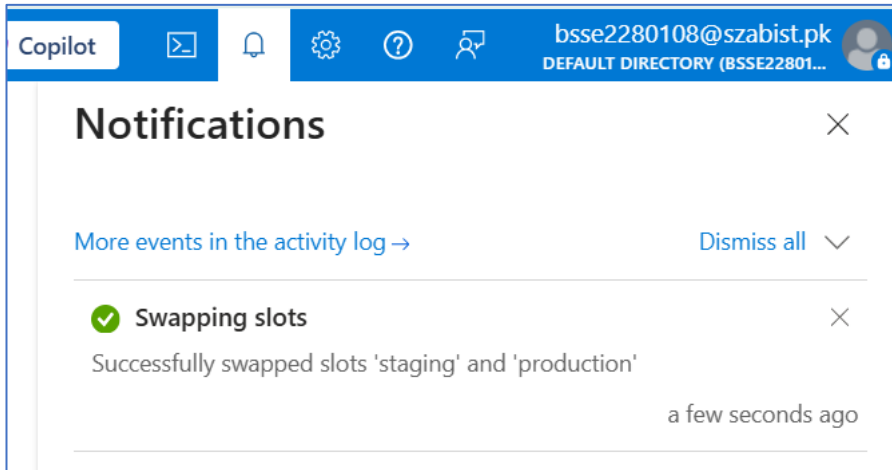 Copilot
bsse2280108@szabist.pk
DEFAULT DIRECTORY (BSSE22801...
Notifications
More events in the activity log →
Dismiss all
Swapping slots
Successfully swapped slots 'staging' and 'production'
a few seconds ago